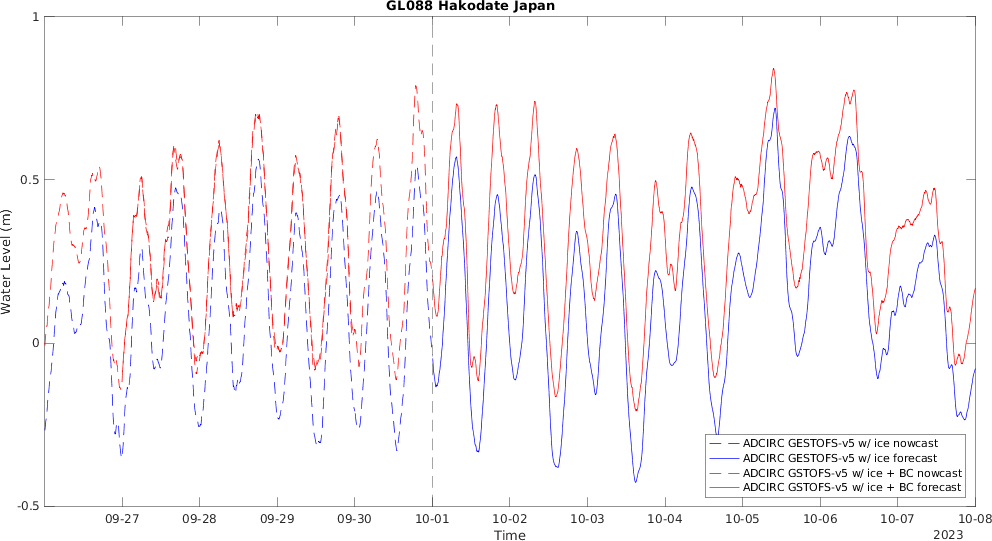 GL088 Hakodate Japan
1
0.5
0
-0.5
Water Level (m)
09-27 09-28 09-29 09-30 10-01 10-02 10-03 10-04 10-05 10-06 10-07 10-08
Time
2023
ADCIRC GESTOFS-v5 w/ ice nowcast
ADCIRC GESTOFS-v5 w/ ice forecast
ADCIRC GSTOFS-v5 w/ ice + BC nowcast
ADCIRC GSTOFS-v5 w/ ice + BC forecast